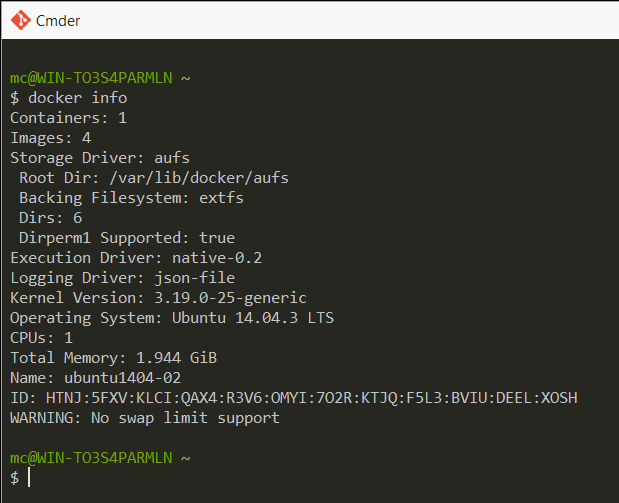 Cmder
mc@WIN-TO3S4PARMLN ~
$ docker info
Containers: 1
Images: 4
Storage Driver: aufs
 Root Dir: /var/lib/docker/aufs
 Backing Filesystem: extfs
 Dirs: 6
 Dirperm1 Supported: true
Execution Driver: native-0.2
Logging Driver: json-file
Kernel Version: 3.19.0-25-generic
Operating System: Ubuntu 14.04.3 LTS
CPUs: 1
Total Memory: 1.944 GiB
Name: ubuntu1404-02
ID: HTNJ:5FXV:KLCI:QAX4:R3V6:OMYI:7O2R:KTJQ:F5L3:BVIU:DEEL:XOSH
WARNING: No swap limit support
mc@WIN-TO3S4PARMLN ~
$